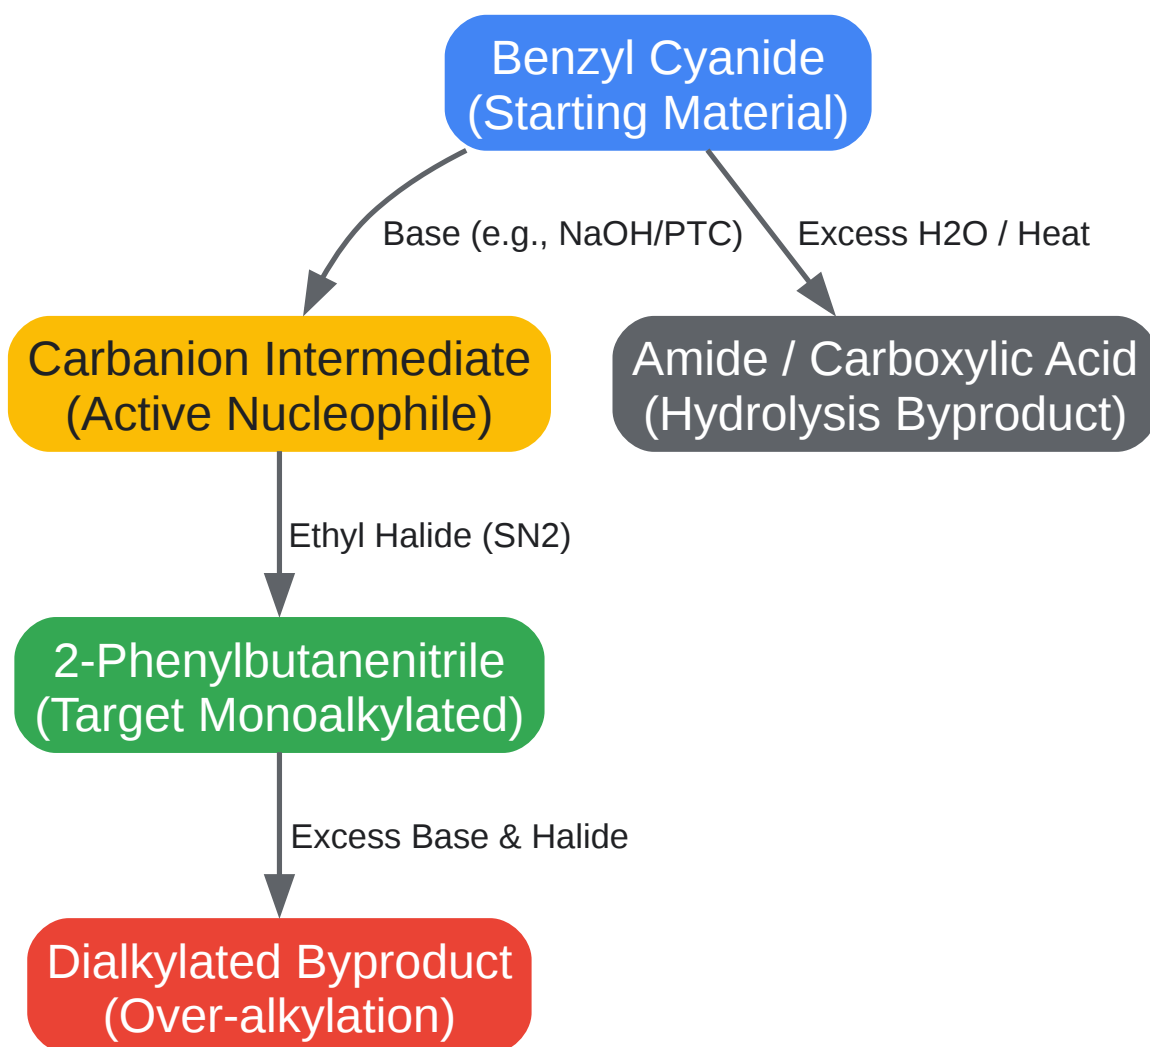 Benzyl Cyanide
(Starting Material)
Base (e.g., NaOH/PTC)
Excess H2O / Heat
Carbanion Intermediate
(Active Nucleophile)
Amide / Carboxylic Acid
(Hydrolysis Byproduct)
Ethyl Halide (SN2)
2-Phenylbutanenitrile
(Target Monoalkylated)
Excess Base & Halide
Dialkylated Byproduct
(Over-alkylation)